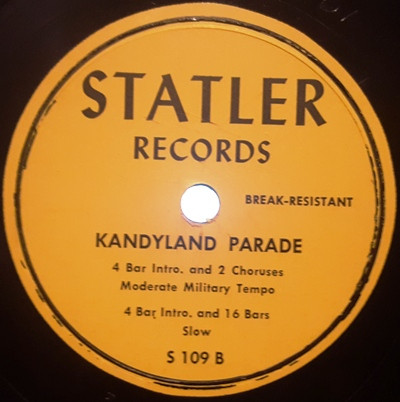 STATLER
RECORDS
BREAK-RESISTANT
KANDYLAND PARADE
4 Bar Intro. and 2 Choruses
Moderate Military Tempo
4 Bar Intro. and 16 Bars
Slow
S 109 B